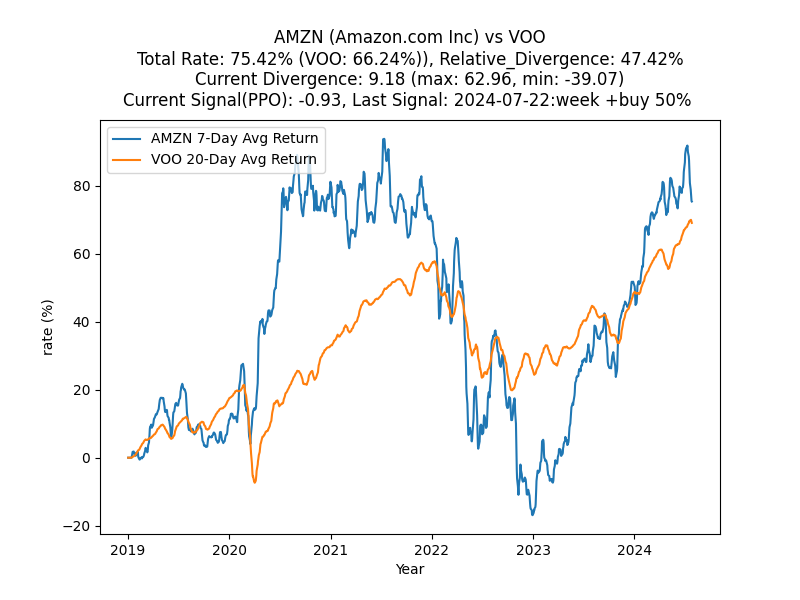 AMZN (Amazon.com Inc) vs VOO
Total Rate: 75.42% (VOO: 66.24%)), Relative_Divergence: 47.42%
Current Divergence: 9.18 (max: 62.96, min: -39.07)
Current Signal(PPO): -0.93, Last Signal: 2024-07-22:week +buy 50%
AMZN 7-Day Avg Return
VOO 20-Day Avg Return
80
60
40
20
0
−20
rate (%)
2019 2020 2021 2022 2023 2024
Year